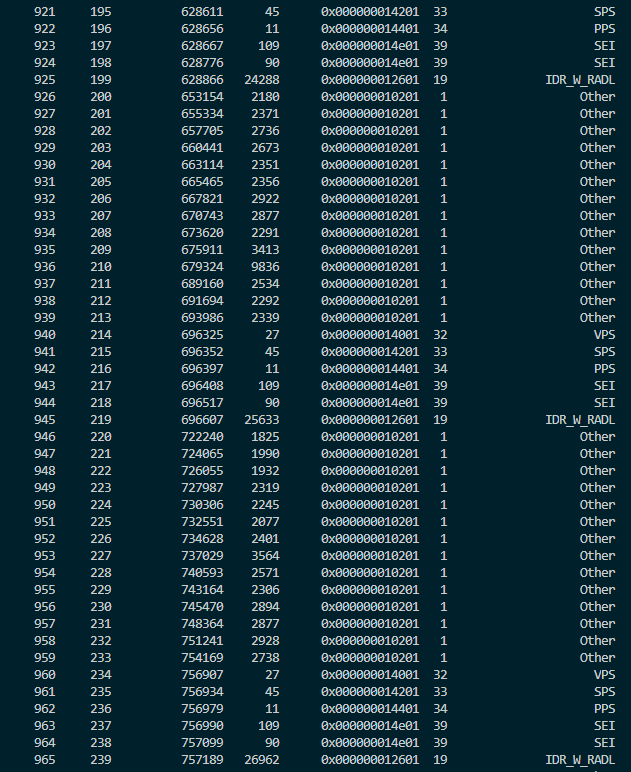 921 195 628611 45 0x000000014201 33 SPS
922 196 628656 11 0x000000014401 34 PPS
923 197 628667 109 0x000000014e01 39 SEI
924 198 628776 90 0x000000014e01 39 SEI
925 199 628866 24288 0x000000012601 19 IDR_W_RADL
926 200 653154 2180 0x000000010201 1 Other
927 201 655334 2371 0x000000010201 1 Other
928 202 657705 2736 0x000000010201 1 Other
929 203 660441 2673 0x000000010201 1 Other
930 204 663114 2351 0x000000010201 1 Other
931 205 665465 2356 0x000000010201 1 Other
932 206 667821 2922 0x000000010201 1 Other
933 207 670743 2877 0x000000010201 1 Other
934 208 673620 2291 0x000000010201 1 Other
935 209 675911 3413 0x000000010201 1 Other
936 210 679324 9836 0x000000010201 1 Other
937 211 689160 2534 0x000000010201 1 Other
938 212 691694 2292 0x000000010201 1 Other
939 213 693986 2339 0x000000010201 1 Other
940 214 696325 27 0x000000014001 32 VPS
941 215 696352 45 0x000000014201 33 SPS
942 216 696397 11 0x000000014401 34 PPS
943 217 696408 109 0x000000014e01 39 SEI
944 218 696517 90 0x000000014e01 39 SEI
945 219 696607 25633 0x000000012601 19 IDR_W_RADL
946 220 722240 1825 0x000000010201 1 Other
947 221 724065 1990 0x000000010201 1 Other
948 222 726055 1932 0x000000010201 1 Other
949 223 727987 2319 0x000000010201 1 Other
950 224 730306 2245 0x000000010201 1 Other
951 225 732551 2077 0x000000010201 1 Other
952 226 734628 2401 0x000000010201 1 Other
953 227 737029 3564 0x000000010201 1 Other
954 228 740593 2571 0x000000010201 1 Other
955 229 743164 2306 0x000000010201 1 Other
956 230 745470 2894 0x000000010201 1 Other
957 231 748364 2877 0x000000010201 1 Other
958 232 751241 2928 0x000000010201 1 Other
959 233 754169 2738 0x000000010201 1 Other
960 234 756907 27 0x000000014001 32 VPS
961 235 756934 45 0x000000014201 33 SPS
962 236 756979 11 0x000000014401 34 PPS
963 237 756990 109 0x000000014e01 39 SEI
964 238 757099 90 0x000000014e01 39 SEI
965 239 757189 26962 0x000000012601 19 IDR_W_RADL